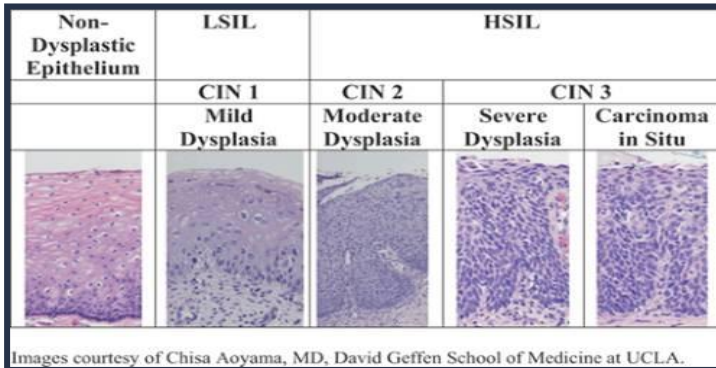 Non-
Dysplastic
Epithelium
LSIL
HSIL
CIN 1
CIN 2
CIN 3
Mild
Dysplasia
Moderate
Dysplasia
Severe
Dysplasia
Carcinoma
in Situ
Images courtesy of Chisa Aoyama, MD, David Geffen School of Medicine at UCLA.